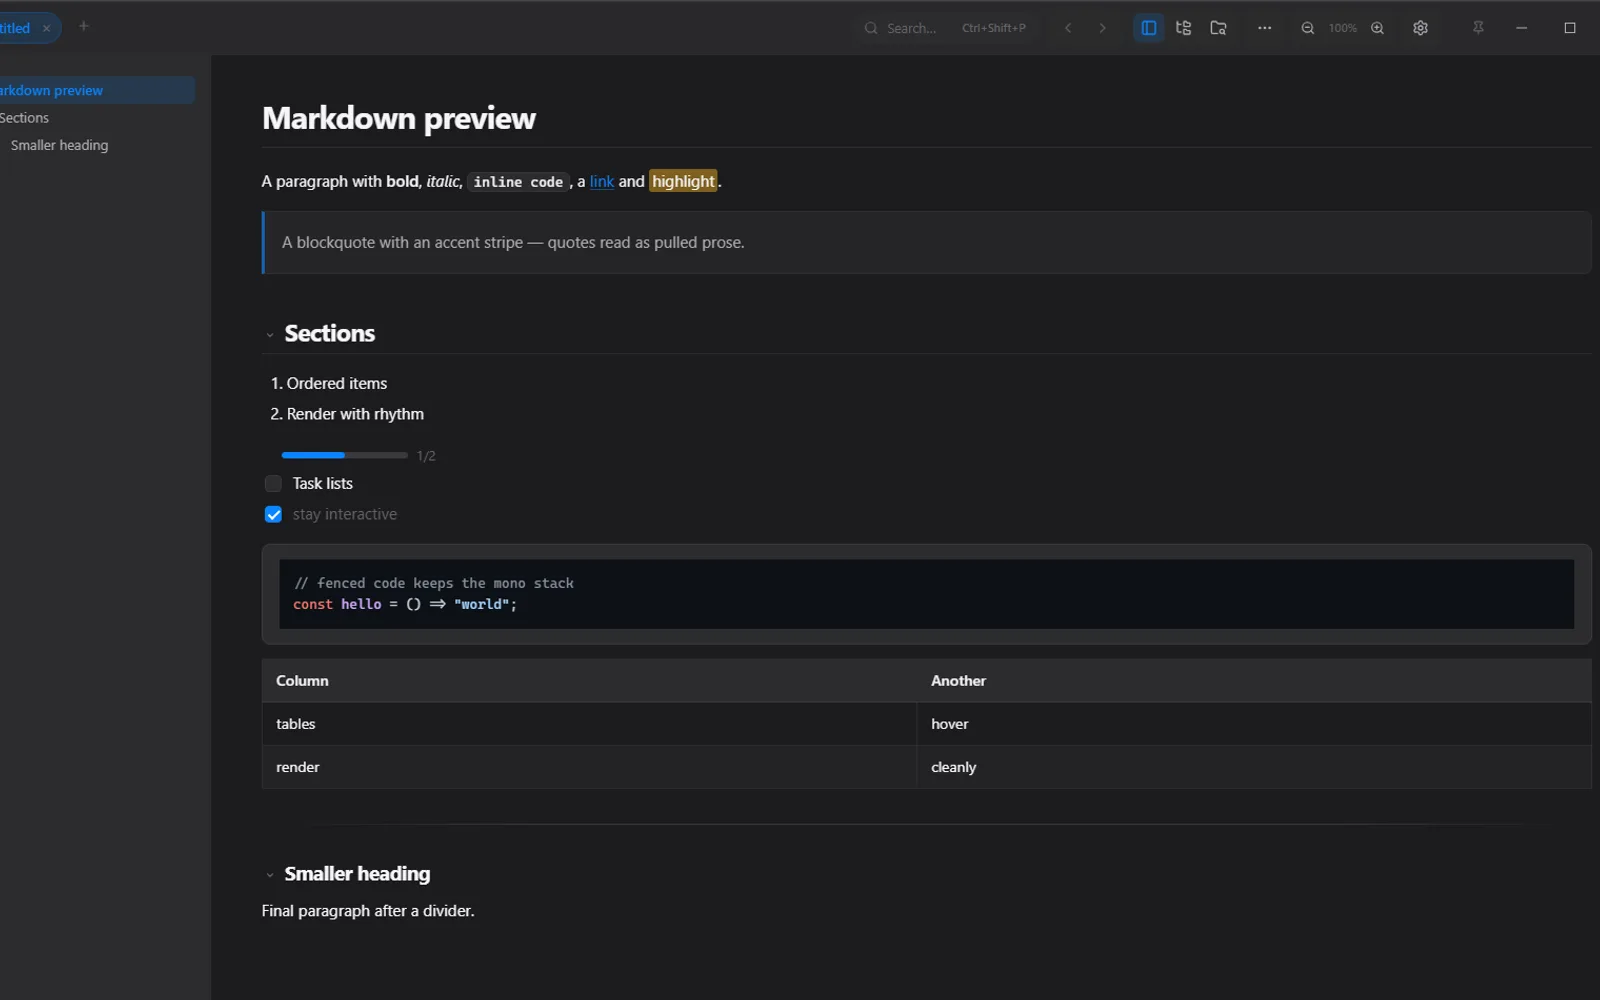 titled
Search...
Ctrl+Shift+P
100%
arkdown preview
Sections
Smaller heading
Markdown preview
A paragraph with bold, italic, inline code, a link and highlight.
A blockquote with an accent stripe — quotes read as pulled prose.
Sections
1. Ordered items
2. Render with rhythm
1/2
Task lists
stay interactive
// fenced code keeps the mono stack
const hello = () => "world";
Column Another
tables hover
render cleanly
Smaller heading
Final paragraph after a divider.